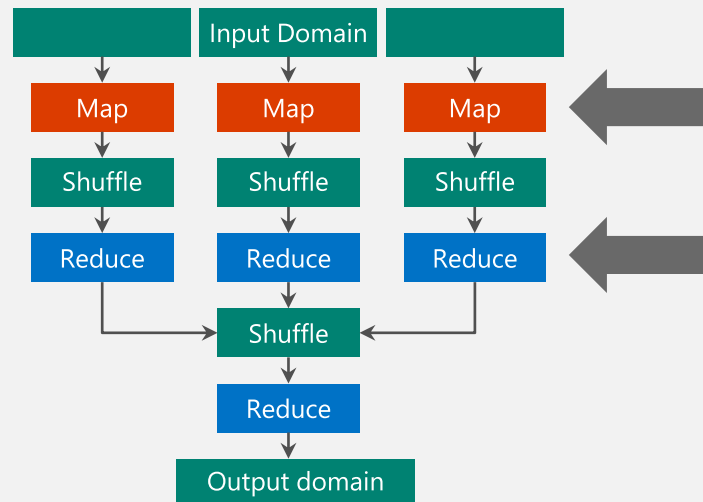 Input Domain
Map
Map
Map
Shuffle
Shuffle
Shuffle
Reduce
Reduce
Reduce
Shuffle
Reduce
Output domain